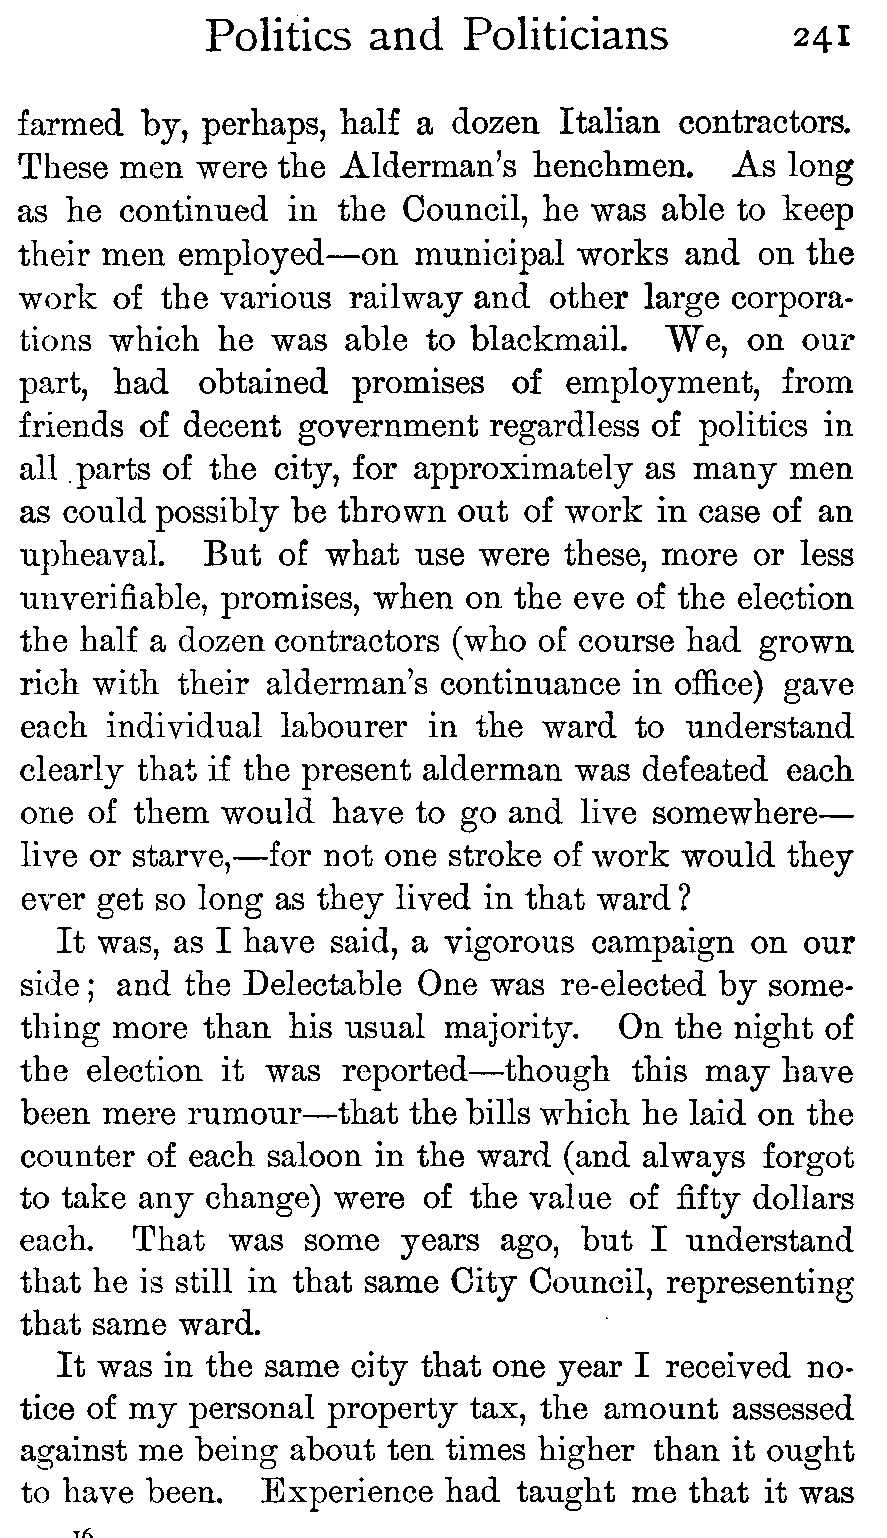 Politics and Politicians 241
farmed by, perhaps, half a dozen Italian contractors.
These men were the Alderman's henchmen. As long
as he continued in the Council, he was able to keep
their men employed—on municipal works and on the
work of the various railway and other large corpora-
tions which he was able to blackmail. We, on our
part, had obtained promises of employment, from
friends of decent government regardless of politics in
all parts of the city, for approximately as many men
as could possibly be thrown out of work in case of an
upheaval. But of what use were these, more or less
unverifiable, promises, when on the eve of the election
the half a dozen contractors (who of course had grown
rich with their alderman's continuance in office) gave
each individual labourer in the ward to understand
clearly that if the present alderman was defeated each
one of them would have to go and live somewhere—
live or starve,—for not one stroke of work would they
ever get so long as they lived in that ward?
It was, as I have said, a vigorous campaign on our
side; and the Delectable One was re-elected by some-
thing more than his usual majority. On the night of
the election it was reported—though this may have
been mere rumour—that the bills which he laid on the
counter of each saloon in the ward (and always forgot
to take any change) were of the value of fifty dollars
each. That was some years ago, but I understand
that he is still in that same City Council, representing
that same ward.
It was in the same city that one year I received no-
tice of my personal property tax, the amount assessed
against me being about ten times higher than it ought
to have been. Experience had taught me that it was
16